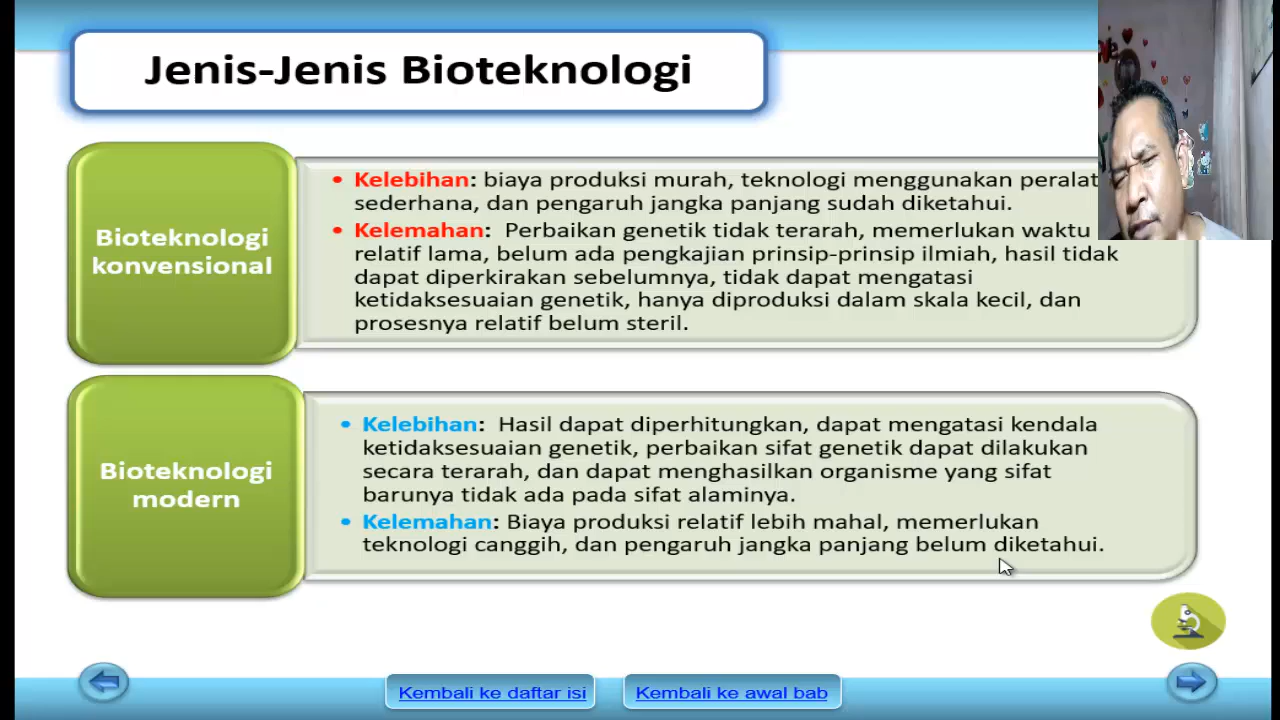 Jenis-Jenis Bioteknologi
Bioteknologi
konvensional
• Kelebihan: biaya produksi murah, teknologi menggunakan
sederhana, dan pengaruh jangka panjang sudah diketahui.
• Kelemahan: Perbaikan genetik tidak terarah, memerlukan waktu
relatif lama, belum ada pengkajian prinsip-prinsip ilmiah, hasil tidak
dapat diperkirakan sebelumnya, tidak dapat mengatasi
ketidaksesuaian genetik, hanya diproduksi dalam skala kecil, dan
prosesnya relatif belum steril.
Bioteknologi
modern
• Kelebihan: Hasil dapat diperhitungkan, dapat mengatasi kendala
ketidaksesuaian genetik, perbaikan sifat genetik dapat dilakukan
secara terarah, dan dapat menghasilkan organisme yang sifat
barunya tidak ada pada sifat alaminya.
• Kelemahan: Biaya produksi relatif lebih mahal, memerlukan
teknologi canggih, dan pengaruh jangka panjang belum diketahui.
Kembali ke daftar isi
Kembali ke awal bab